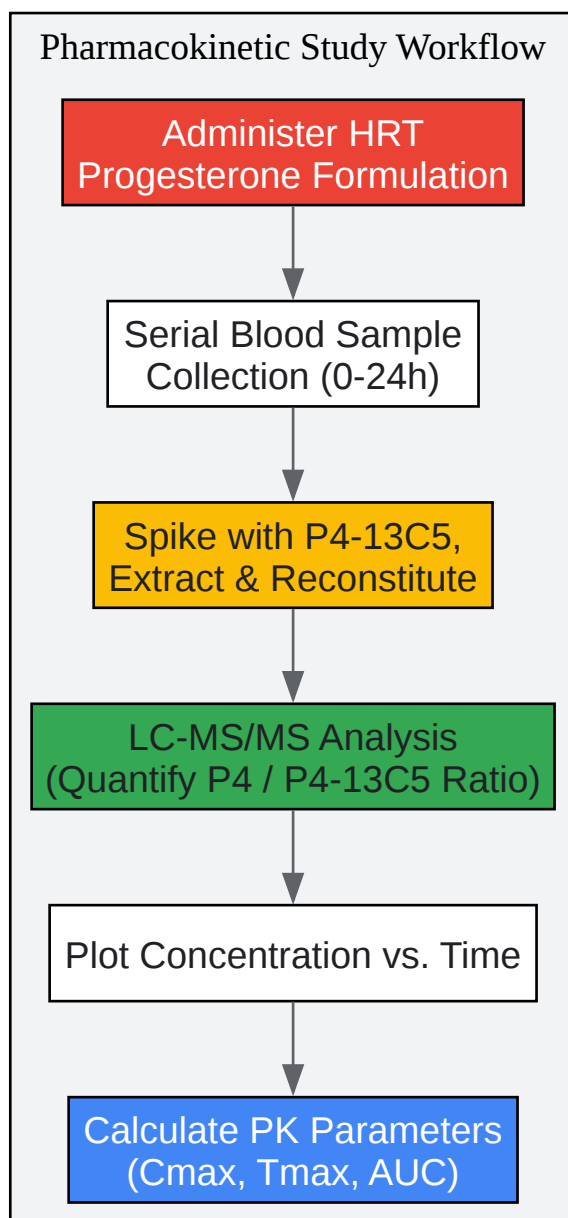 Pharmacokinetic Study Workflow
Administer HRT
Progesterone Formulation
Serial Blood Sample
Collection (0-24h)
Spike with P4-13C5,
Extract & Reconstitute
LC-MS/MS Analysis
(Quantify P4 / P4-13C5 Ratio)
Plot Concentration vs. Time
Calculate PK Parameters
(Cmax, Tmax, AUC)